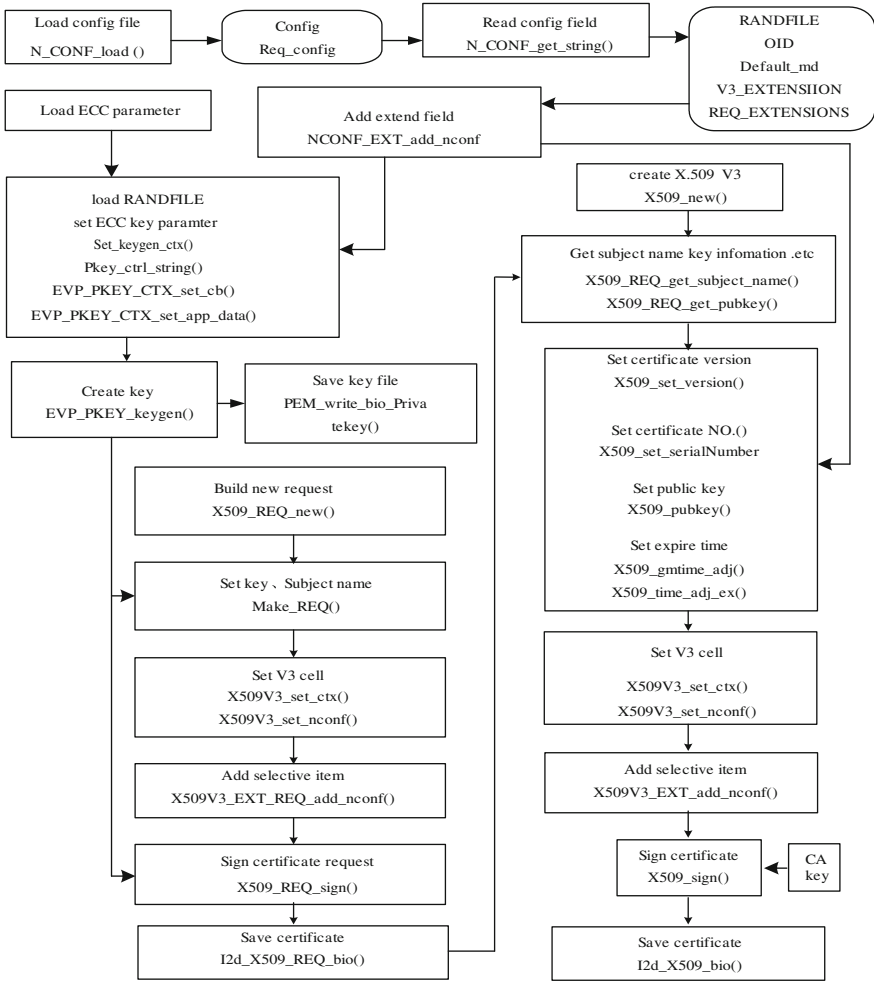 Load config file
N_CONF_load ()
Config
Req_config
Read config field
N_CONF_get_string()
RANDFILE
OID
Default_md
V3_EXTENSIION
REQ_EXTENSIONS
Load ECC parameter
Add extend field
NCONF_EXT_add_nconf
load RANDFILE
set ECC key paramter
Set_keygen_ctx()
Pkey_ctrl_string()
EVP_PKEY_CTX_set_cb()
EVP_PKEY_CTX_set_app_data()
Create key
EVP_PKEY_keygen()
Save key file
PEM_write_bio_Priva
tekey()
Build new request
X509_REQ_new()
Set key 、Subject name
Make_REQ()
Set V3 cell
X509V3_set_ctx()
X509V3_set_nconf()
Add selective item
X509V3_EXT_REQ_add_nconf()
Sign certificate request
X509_REQ_sign()
Save certificate
I2d_X509_REQ_bio()
create X.509 V3
X509_new()
Get subject name key infomation .etc
X509_REQ_get_subject_name()
X509_REQ_get_pubkey()
Set certificate version
X509_set_version()
Set certificate NO.()
X509_set_serialNumber
Set public key
X509_pubkey()
Set expire time
X509_gmtime_adj()
X509_time_adj_ex()
Set V3 cell
X509V3_set_ctx()
X509V3_set_nconf()
Add selective item
X509V3_EXT_add_nconf()
Sign certificate
X509_sign()
CA
key
Save certificate
I2d_X509_bio()